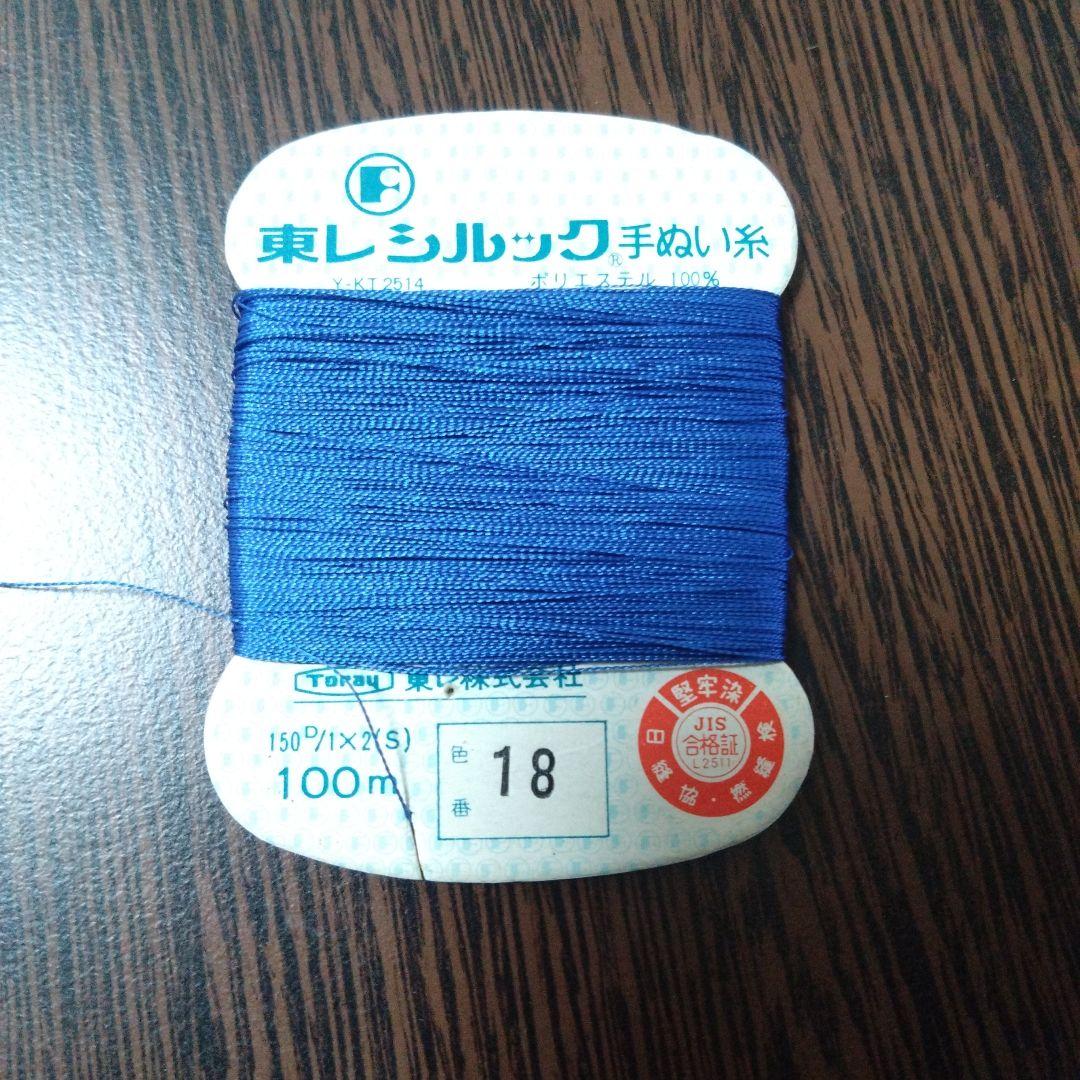 東レシルック®手ぬい糸
Y-KT2514 ポリエステル 100%
Toray 東レ株式会社
150D/1×2(S)
100m
色番
18
堅牢染
JIS
合格証
L2511
日
検